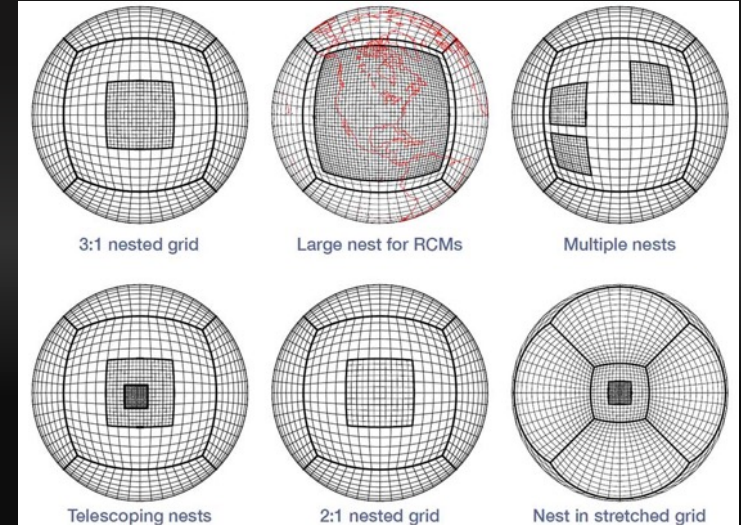 3:1 nested grid
Large nest for RCMs
Multiple nests
Telescoping nests
2:1 nested grid
Nest in stretched grid